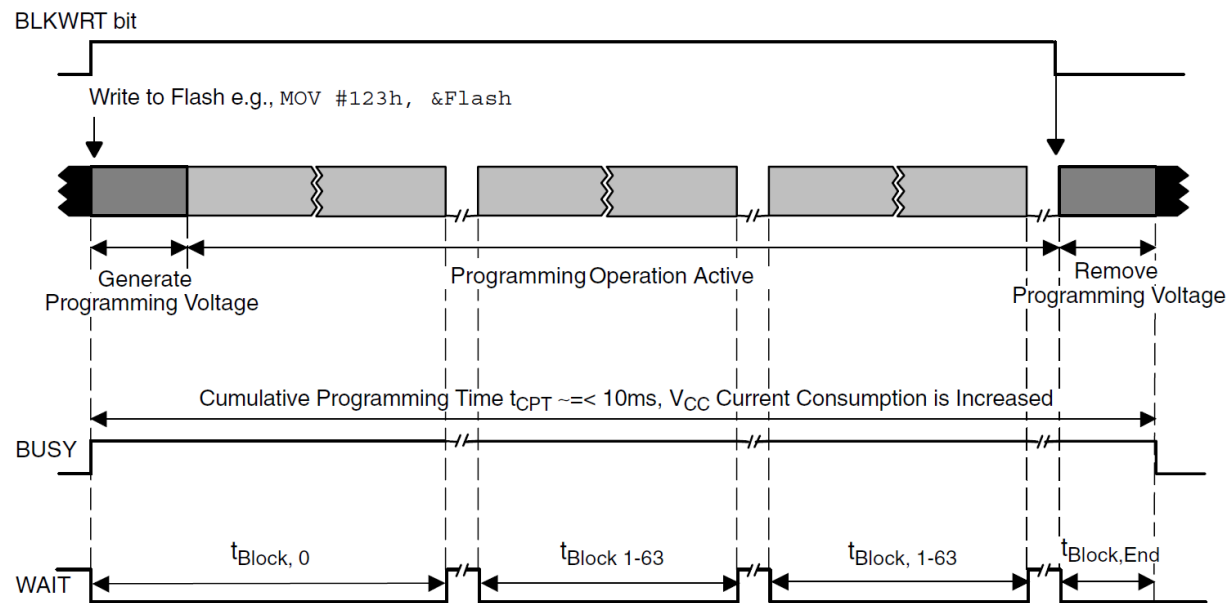 BLKWRT bit
Write to Flash e.g., MOV #123h, &Flash
Generate
Programming Voltage
Programming Operation Active
Remove
Programming Voltage
Cumulative Programming Time tCPT ~=< 10ms, VCC Current Consumption is Increased
BUSY
tBlock, 0
tBlock 1-63
tBlock, 1-63
tBlock,End
WAIT